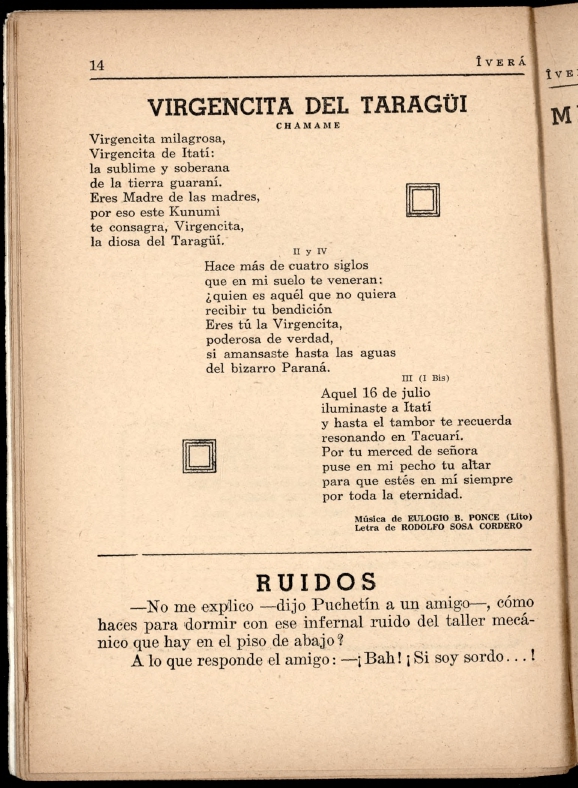 14
ÎVERÁ
VIRGENCITA DEL TARAGÜI
CHAMAME
Virgencita milagrosa,
Virgencita de Itatí:
la sublime y soberana
de la tierra guaraní.
Eres Madre de las madres,
por eso este Kunumi
te consagra, Virgencita,
la diosa del Taragüí.
II y IV
Hace más de cuatro siglos
que en mi suelo te veneran:
¿quien es aquél que no quiera
recibir tu bendición
Eres tú la Virgencita,
poderosa de verdad,
si amansaste hasta las aguas
del bizarro Paraná.
III (I Bis)
Aquel 16 de julio
iluminaste a Itatí
y hasta el tambor te recuerda
resonando en Tacuarí.
Por tu merced de señora
puse en mi pecho tu altar
para que estés en mí siempre
por toda la eternidad.
Música de EULOGIO B. PONCE (Lito)
Letra de RODOLFO SOSA CORDERO
RUIDOS
—No me explico —dijo Puchetín a un amigo—, cómo
haces para dormir con ese infernal ruido del taller mecá-
nico que hay en el piso de abajo?
A lo que responde el amigo: —¡Bah! ¡Si soy sordo...!